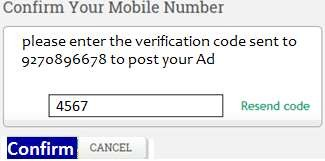 Confirm Your Mobile Number
please enter the verification code sent to
9270896678 to post your Ad
4567 Resend code
Confirm CANCEL